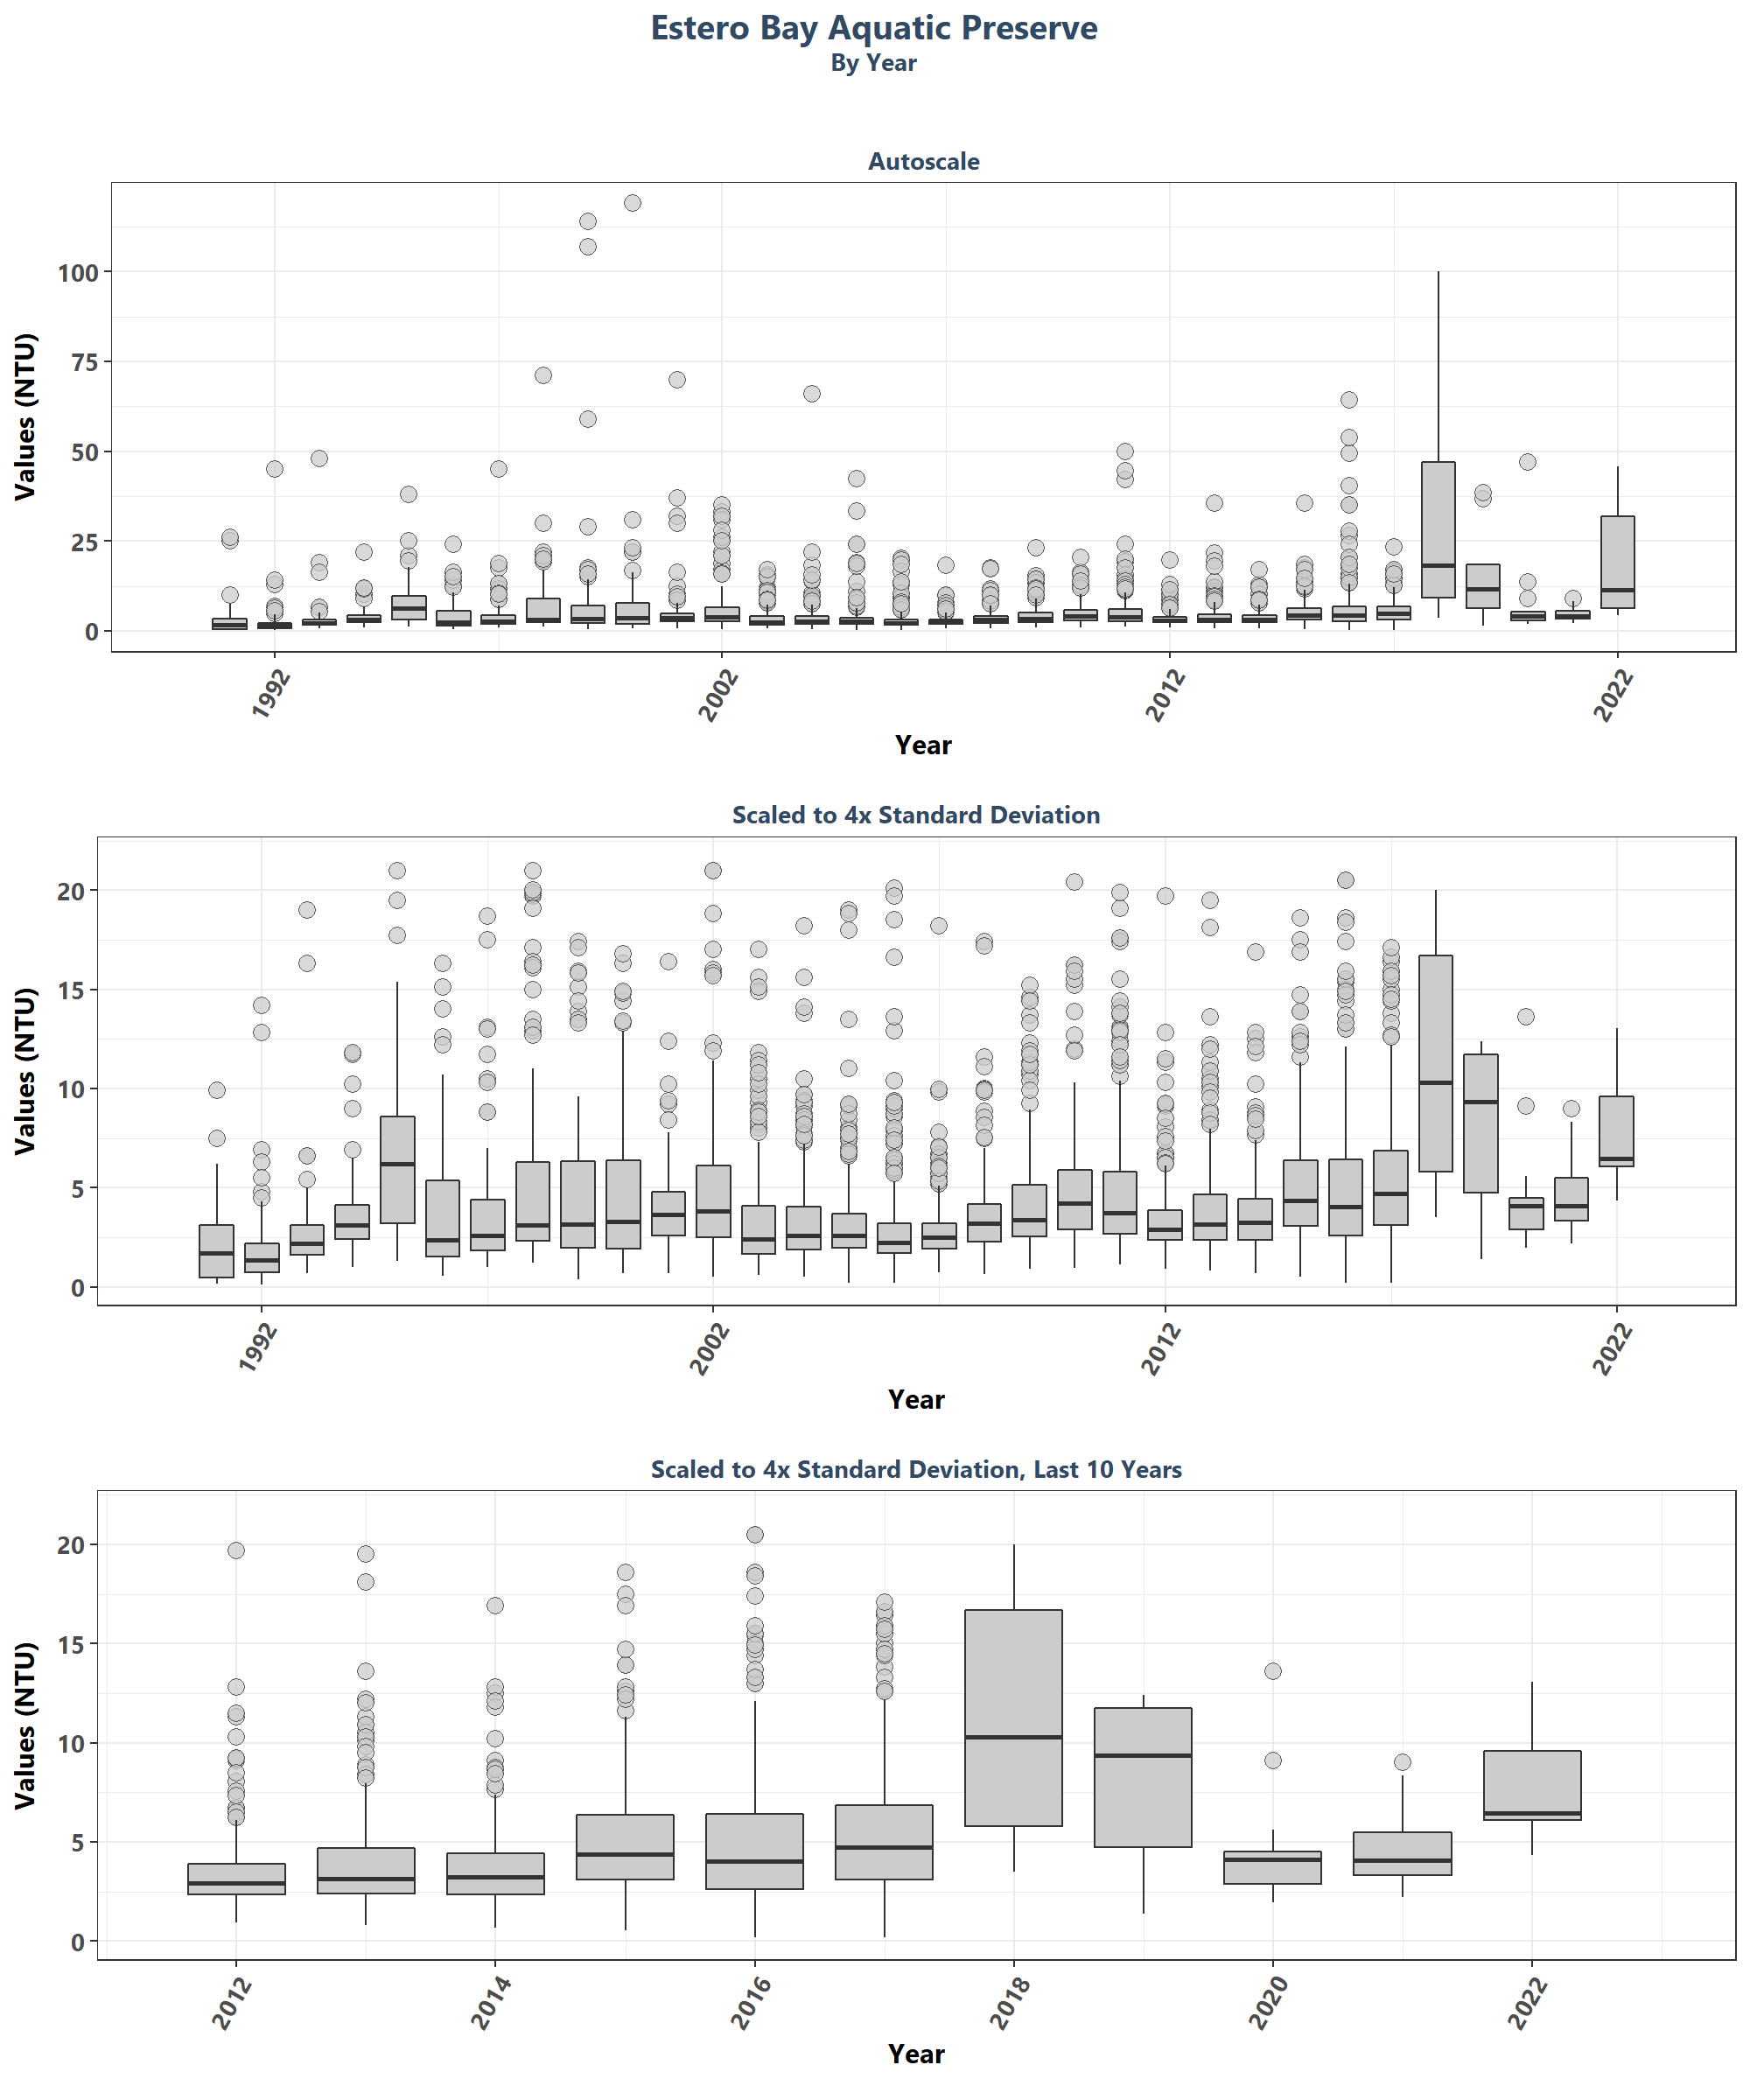 Estero Bay Aquatic Preserve
By Year
Autoscale
Values (NTU)
100
75
50
25
0
1992
2002
2012
2022
Year
Scaled to 4x Standard Deviation
Values (NTU)
20
15
10
5
0
1992
2002
2012
2022
Year
Scaled to 4x Standard Deviation, Last 10 Years
Values (NTU)
20
15
10
5
0
2012
2014
2016
2018
2020
2022
Year